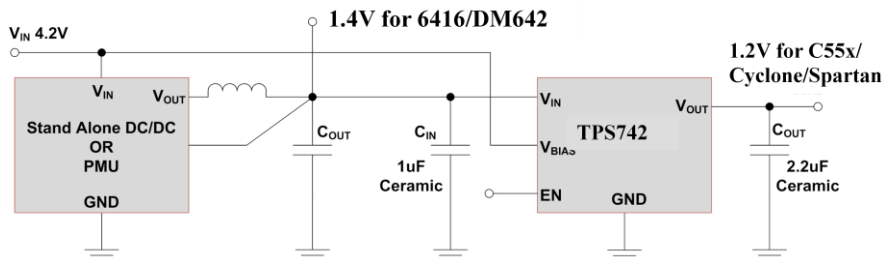 1.4V for 6416/DM642
VIN 4.2V
1.2V for C55x/
Cyclone/Spartan
VIN
VOUT
Stand Alone DC/DC
OR
PMU
GND
COUT
CIN
1uF
Ceramic
VIN
VOUT
TPS742
VBIAS
EN
GND
COUT
2.2uF
Ceramic